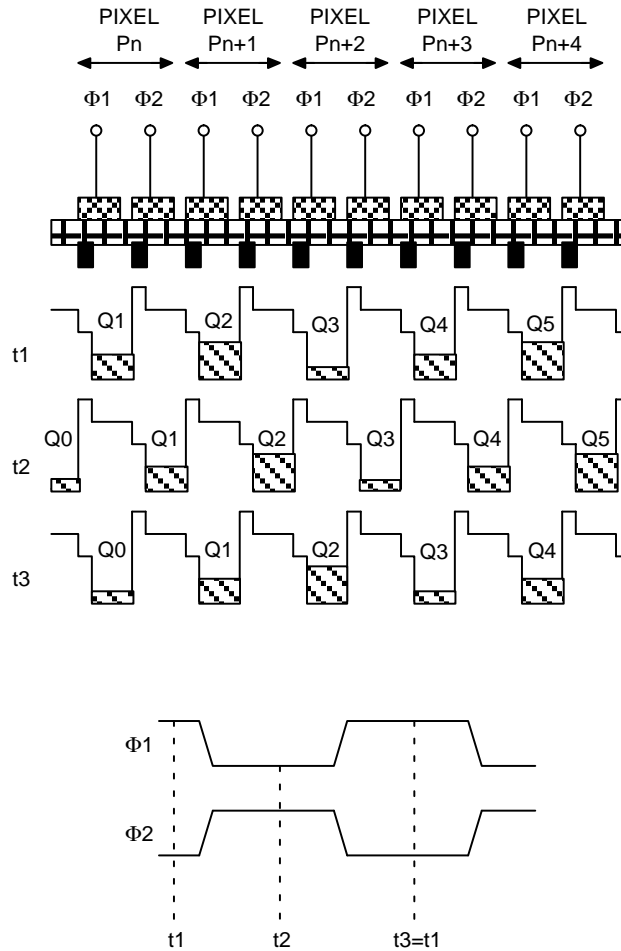 PIXEL PIXEL PIXEL PIXEL PIXEL
Pn Pn+1 Pn+2 Pn+3 Pn+4
Φ1 Φ2 Φ1 Φ2 Φ1 Φ2 Φ1 Φ2 Φ1 Φ2
Q1 Q2 Q3 Q4 Q5
t1
Q0 Q1 Q2 Q3 Q4 Q5
t2
Q0 Q1 Q2 Q3 Q4
t3
Φ1
Φ2
t1 t2 t3=t1